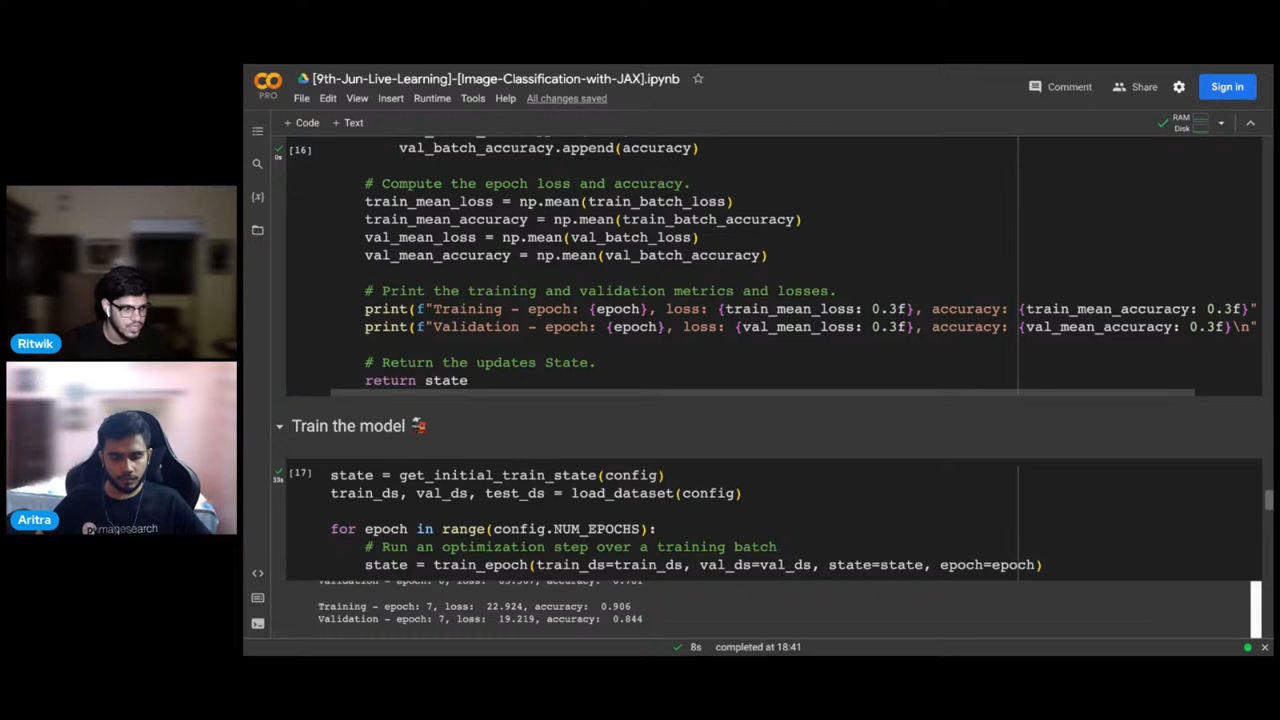 [9th-Jun-Live-Learning]-[Image-Classification-with-JAX].ipynb
PRO
File Edit View Insert Runtime Tools Help All changes saved
Comment Share Sign in
+ Code + Text
RAM
Disk
[16]
0s
val_batch_accuracy.append(accuracy)
# Compute the epoch loss and accuracy.
train_mean_loss = np.mean(train_batch_loss)
train_mean_accuracy = np.mean(train_batch_accuracy)
val_mean_loss = np.mean(val_batch_loss)
val_mean_accuracy = np.mean(val_batch_accuracy)
# Print the training and validation metrics and losses.
print(f"Training - epoch: {epoch}, loss: {train_mean_loss: 0.3f}, accuracy: {train_mean_accuracy: 0.3f}"
print(f"Validation - epoch: {epoch}, loss: {val_mean_loss: 0.3f}, accuracy: {val_mean_accuracy: 0.3f}\n"
# Return the updates State.
return state
Train the model
[17]
33s
state = get_initial_train_state(config)
train_ds, val_ds, test_ds = load_dataset(config)
for epoch in range(config.NUM_EPOCHS):
# Run an optimization step over a training batch
state = train_epoch(train_ds=train_ds, val_ds=val_ds, state=state, epoch=epoch)
Training - epoch: 7, loss: 22.924, accuracy: 0.906
Validation - epoch: 7, loss: 19.219, accuracy: 0.844
8s completed at 18:41
Ritwik
Aritra
pyimagesearch